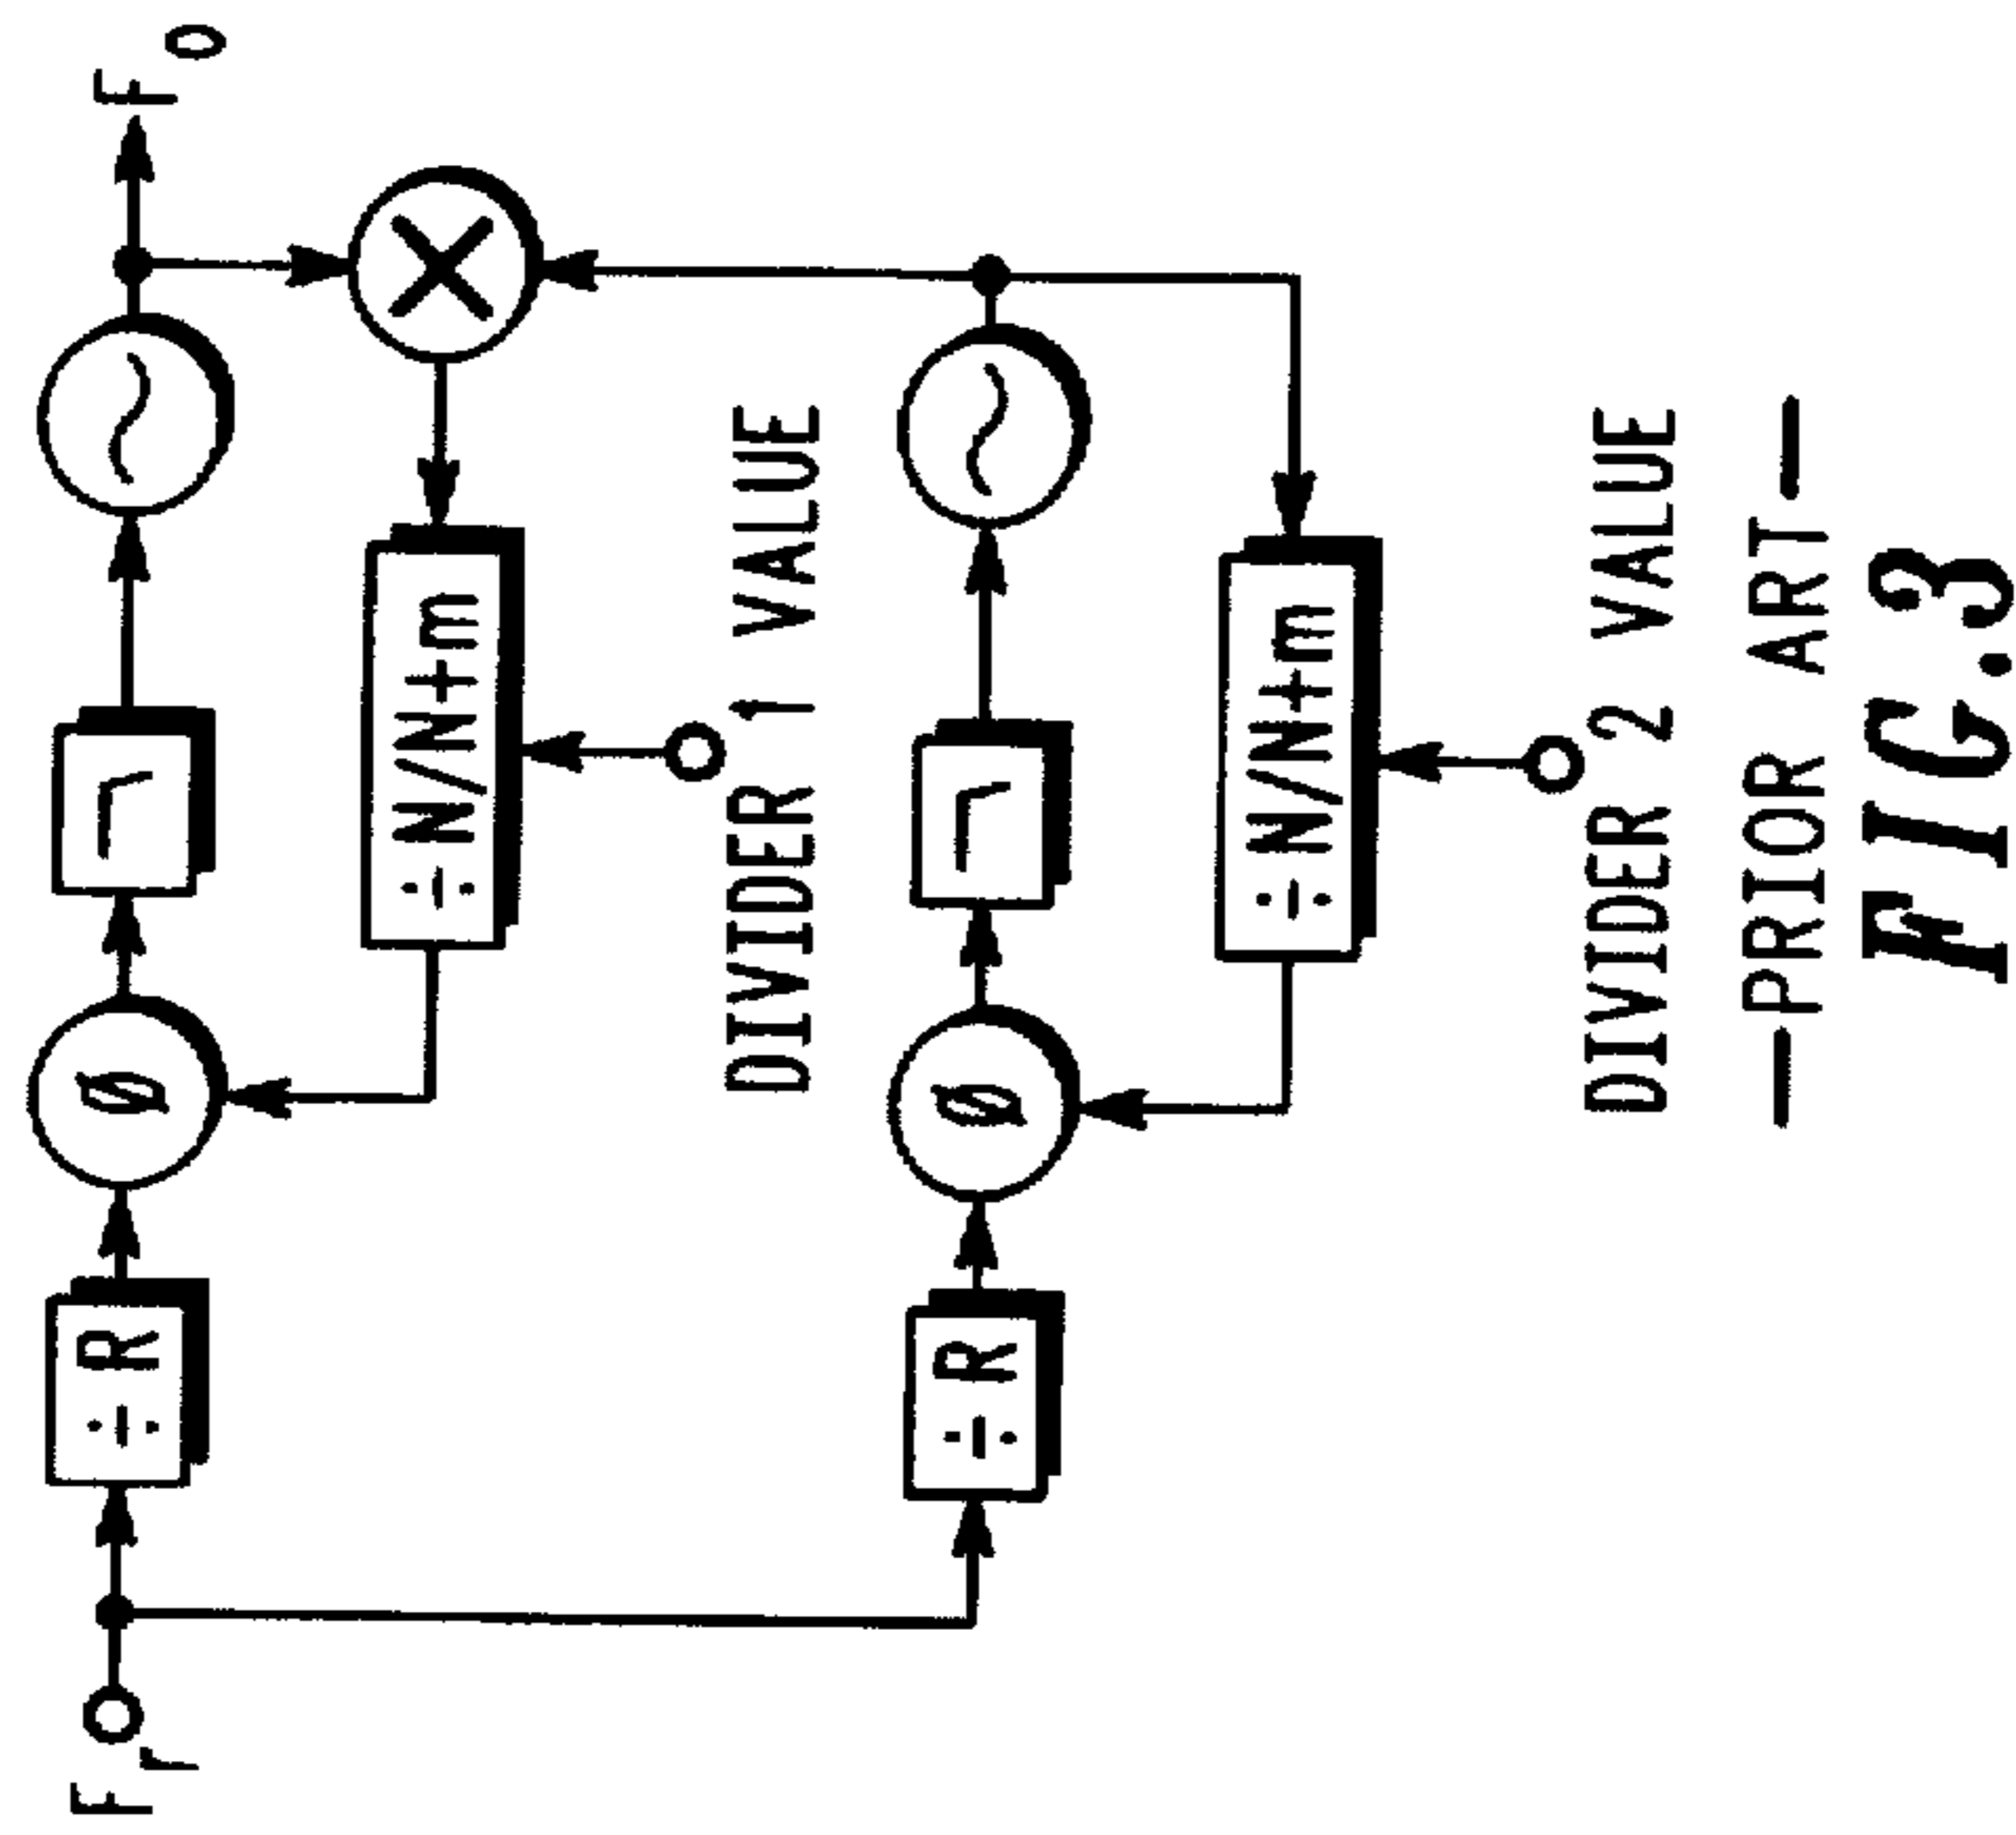 Fr
÷ R
Ø
Fo
÷ N/N+m
DIVIDER 1 VALUE
÷ R
Ø
÷ N/N+m
DIVIDER 2 VALUE
—PRIOR ART—
FIG.3